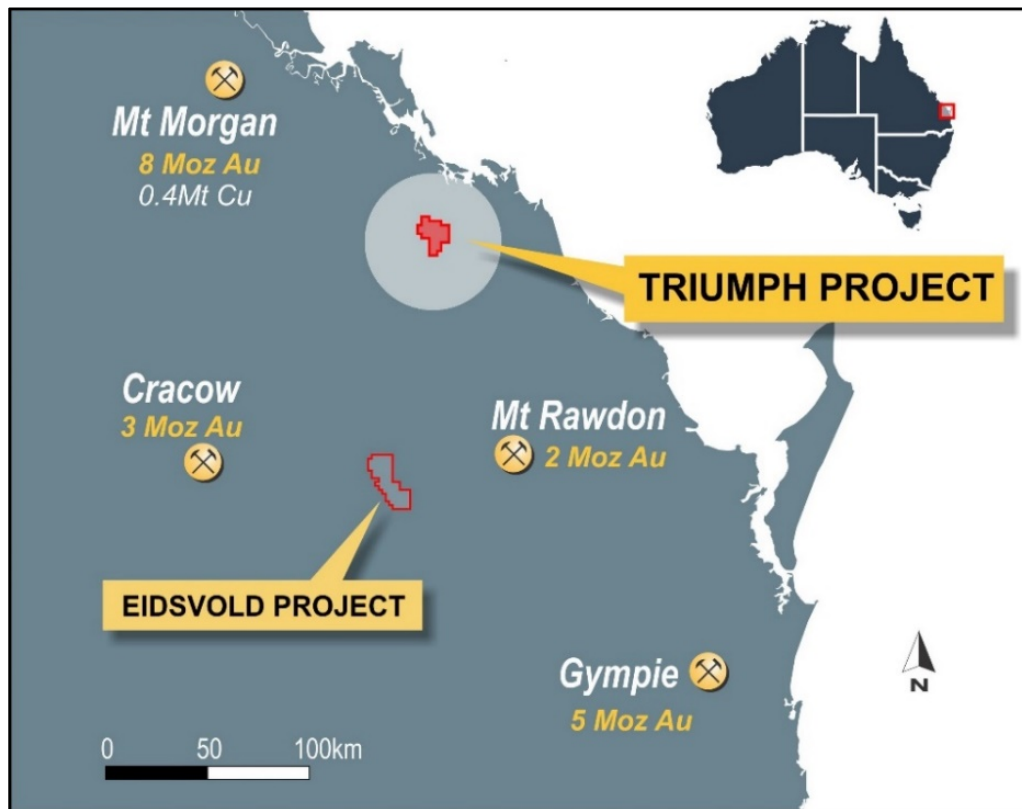 Mt Morgan
8 Moz Au
0.4Mt Cu
TRIUMPH PROJECT
Cracow
3 Moz Au
Mt Rawdon
2 Moz Au
EIDSVOLD PROJECT
Gympie
5 Moz Au
N
0 50 100km